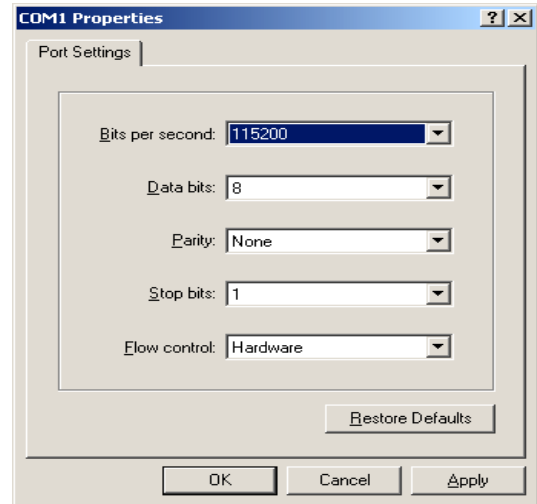 COM1 Properties
Port Settings
Bits per second: 115200
Data bits: 8
Parity: None
Stop bits: 1
Flow control: Hardware
Restore Defaults
OK Cancel Apply